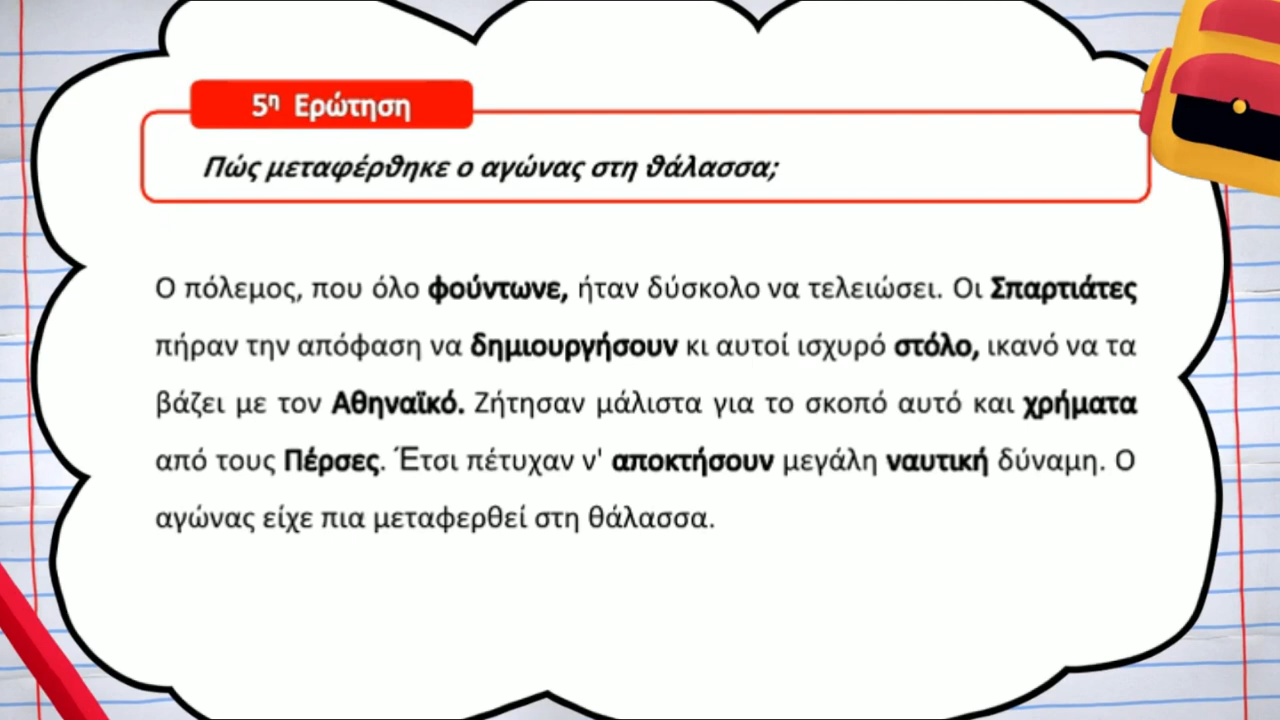 5η Ερώτηση
Πώς μεταφέρθηκε ο αγώνας στη θάλασσα;
Ο πόλεμος, που όλο φούντωνε, ήταν δύσκολο να τελειώσει. Οι Σπαρτιάτες
πήραν την απόφαση να δημιουργήσουν κι αυτοί ισχυρό στόλο, ικανό να τα
βάζει με τον Αθηναϊκό. Ζήτησαν μάλιστα για το σκοπό αυτό και χρήματα
από τους Πέρσες. Έτσι πέτυχαν ν' αποκτήσουν μεγάλη ναυτική δύναμη. Ο
αγώνας είχε πια μεταφερθεί στη θάλασσα.